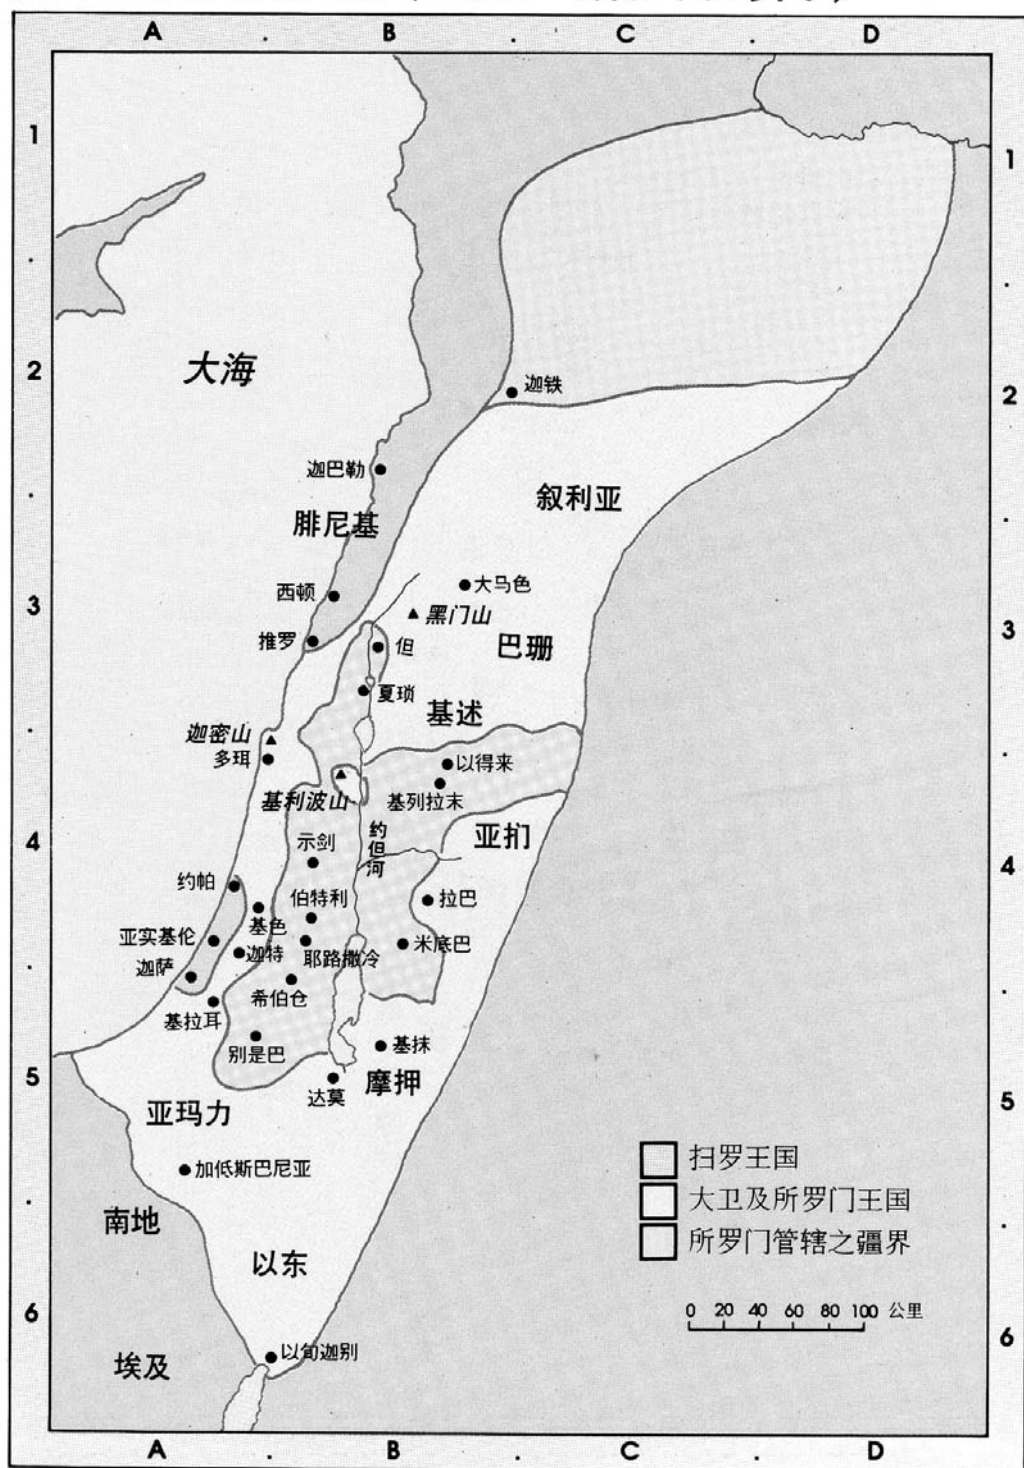 A B C D
1
1
大海
2
迦铁
2
迦巴勒
叙利亚
腓尼基
大马色
西顿
3
黑门山
3
推罗
但
巴珊
夏琐
基述
迦密山
多珥
以得来
基利波山
基列拉末
约但河
亚扪
示剑
4
4
约帕
伯特利
拉巴
基色
亚实基伦
米底巴
迦特
耶路撒冷
迦萨
希伯仑
基拉耳
别是巴
基抹
5
摩押
达莫
5
亚玛力
加低斯巴尼亚
扫罗王国
大卫及所罗门王国
南地
所罗门管辖之疆界
以东
6
0 20 40 60 80 100 公里
6
以旬迦别
埃及
A B C D